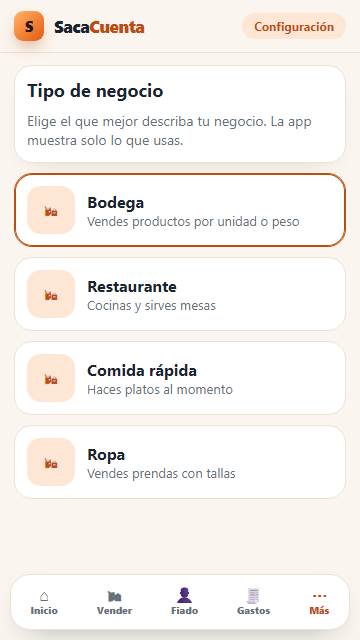 S SacaCuenta
Configuración
Tipo de negocio
Elige el que mejor describa tu negocio. La app
muestra solo lo que usas.
Bodega
Vendes productos por unidad o peso
Restaurante
Cocinas y sirves mesas
Comida rápida
Haces platos al momento
Ropa
Vendes prendas con tallas
Inicio Vender Fiado Gastos Más